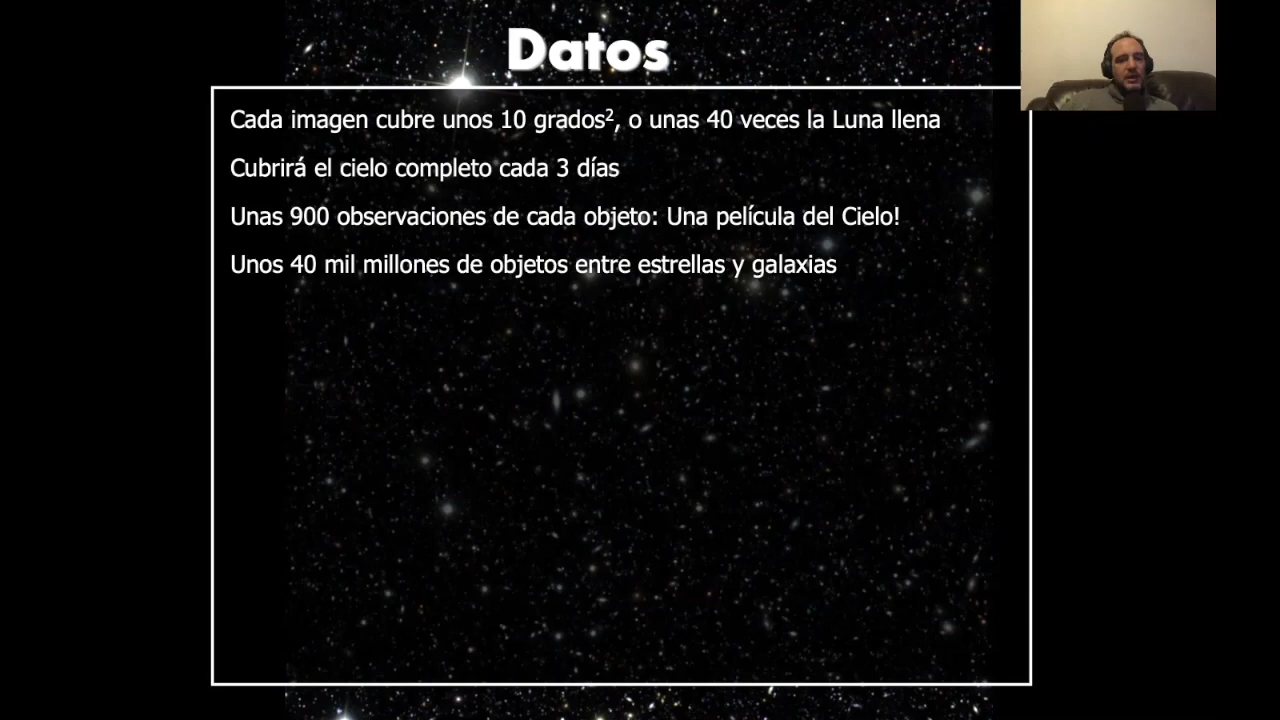 Datos
Cada imagen cubre unos 10 grados², o unas 40 veces la Luna llena
Cubrirá el cielo completo cada 3 días
Unas 900 observaciones de cada objeto: Una película del Cielo!
Unos 40 mil millones de objetos entre estrellas y galaxias